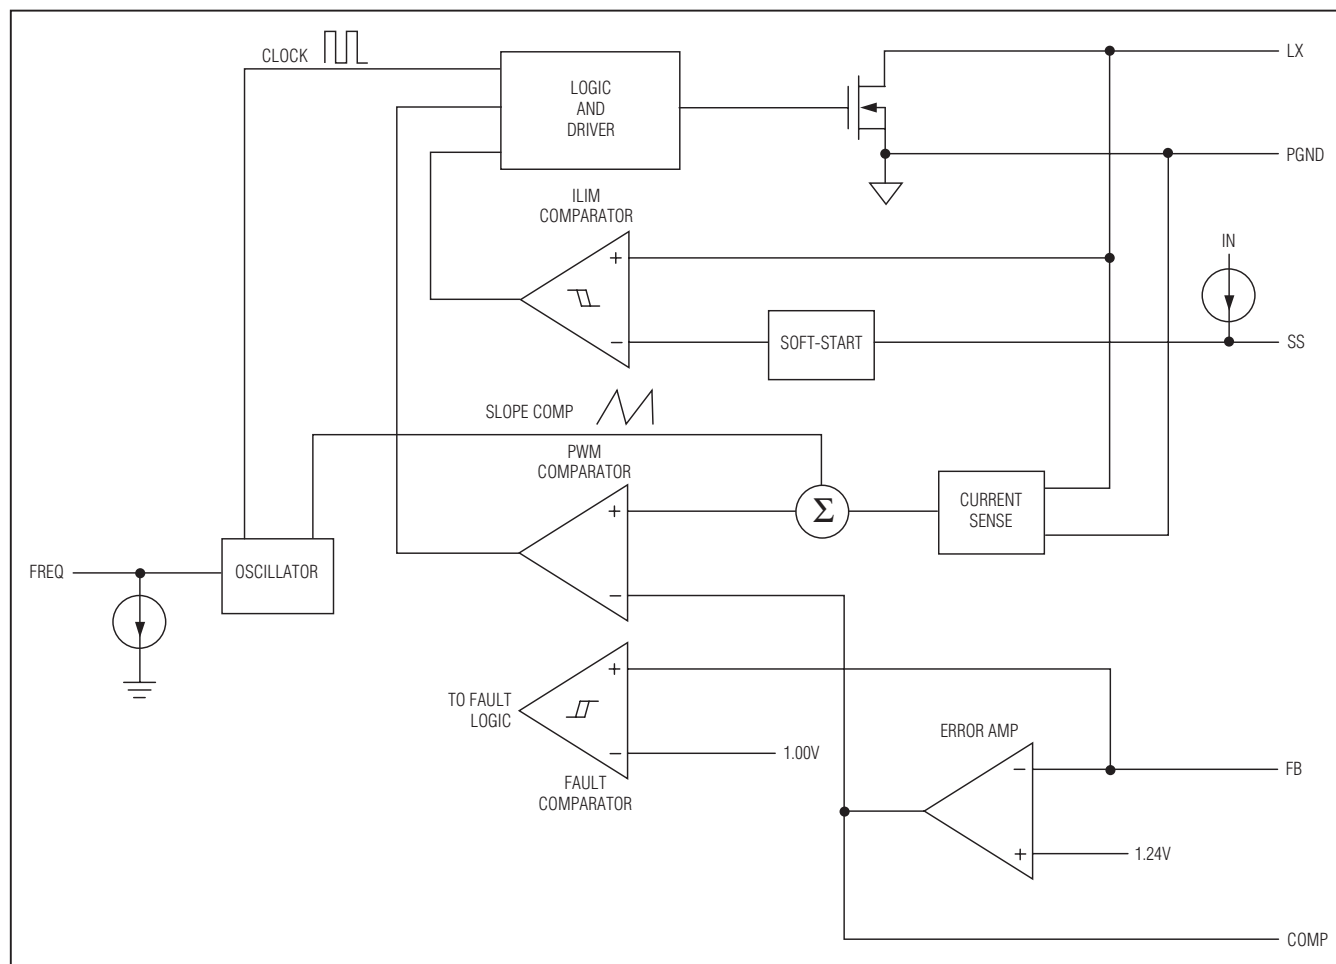 CLOCK
LOGIC
AND
DRIVER
LX
PGND
ILIM
COMPARATOR
+
−
SOFT-START
IN
SS
SLOPE COMP
PWM
COMPARATOR
+
−
Σ
CURRENT
SENSE
FREQ
OSCILLATOR
TO FAULT
LOGIC
+
−
1.00V
FAULT
COMPARATOR
ERROR AMP
−
+
FB
1.24V
COMP